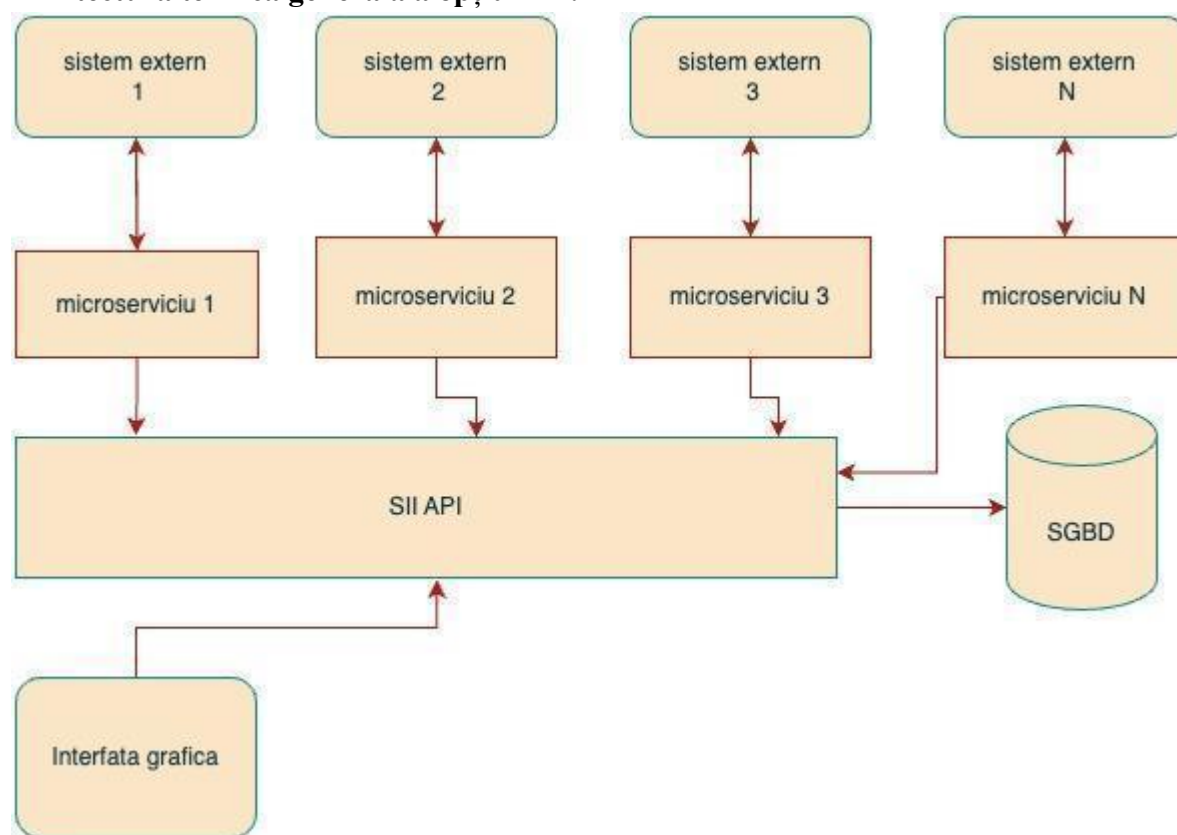 generala a
sistem extern
1
sistem extern
2
sistem extern
3
sistem extern
N
microserviciu 1
microserviciu 2
microserviciu 3
microserviciu N
SII API
SGBD
Interfata grafica